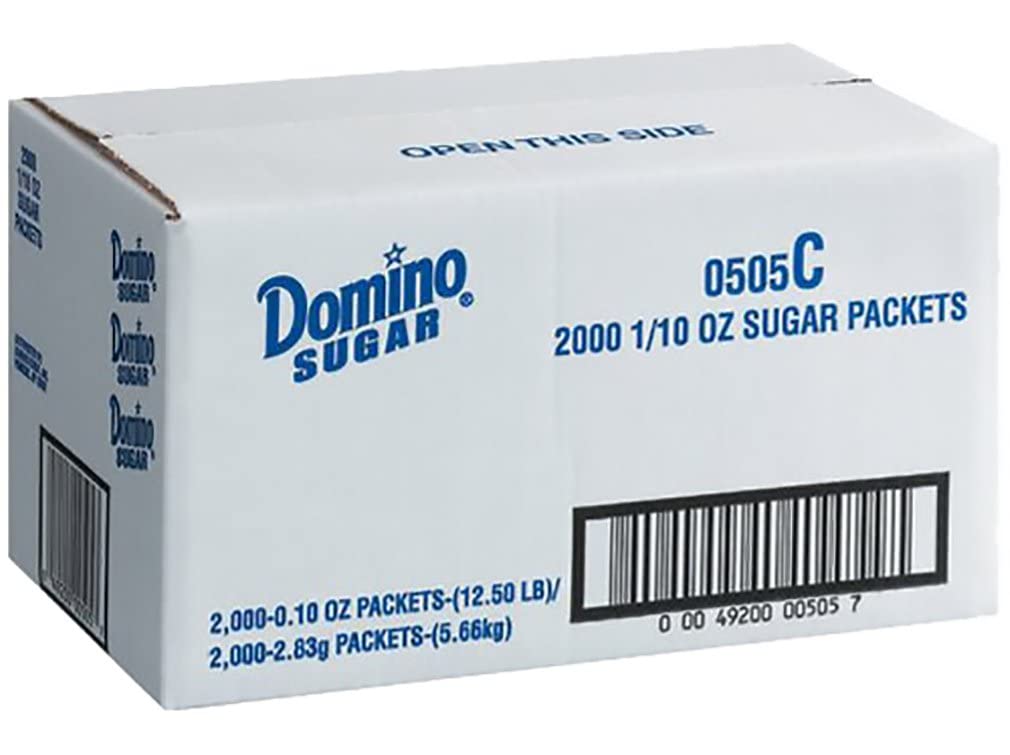 OPEN THIS SIDE
2000
1/10 OZ
SUGAR
PACKETS
Domino
SUGAR
Domino
SUGAR
Domino
SUGAR
Domino®
SUGAR
0505C
2000 1/10 OZ SUGAR PACKETS
2,000-0.10 OZ PACKETS-(12.50 LB)/
2,000-2.83g PACKETS-(5.66kg)
0 00 49200 00505 7